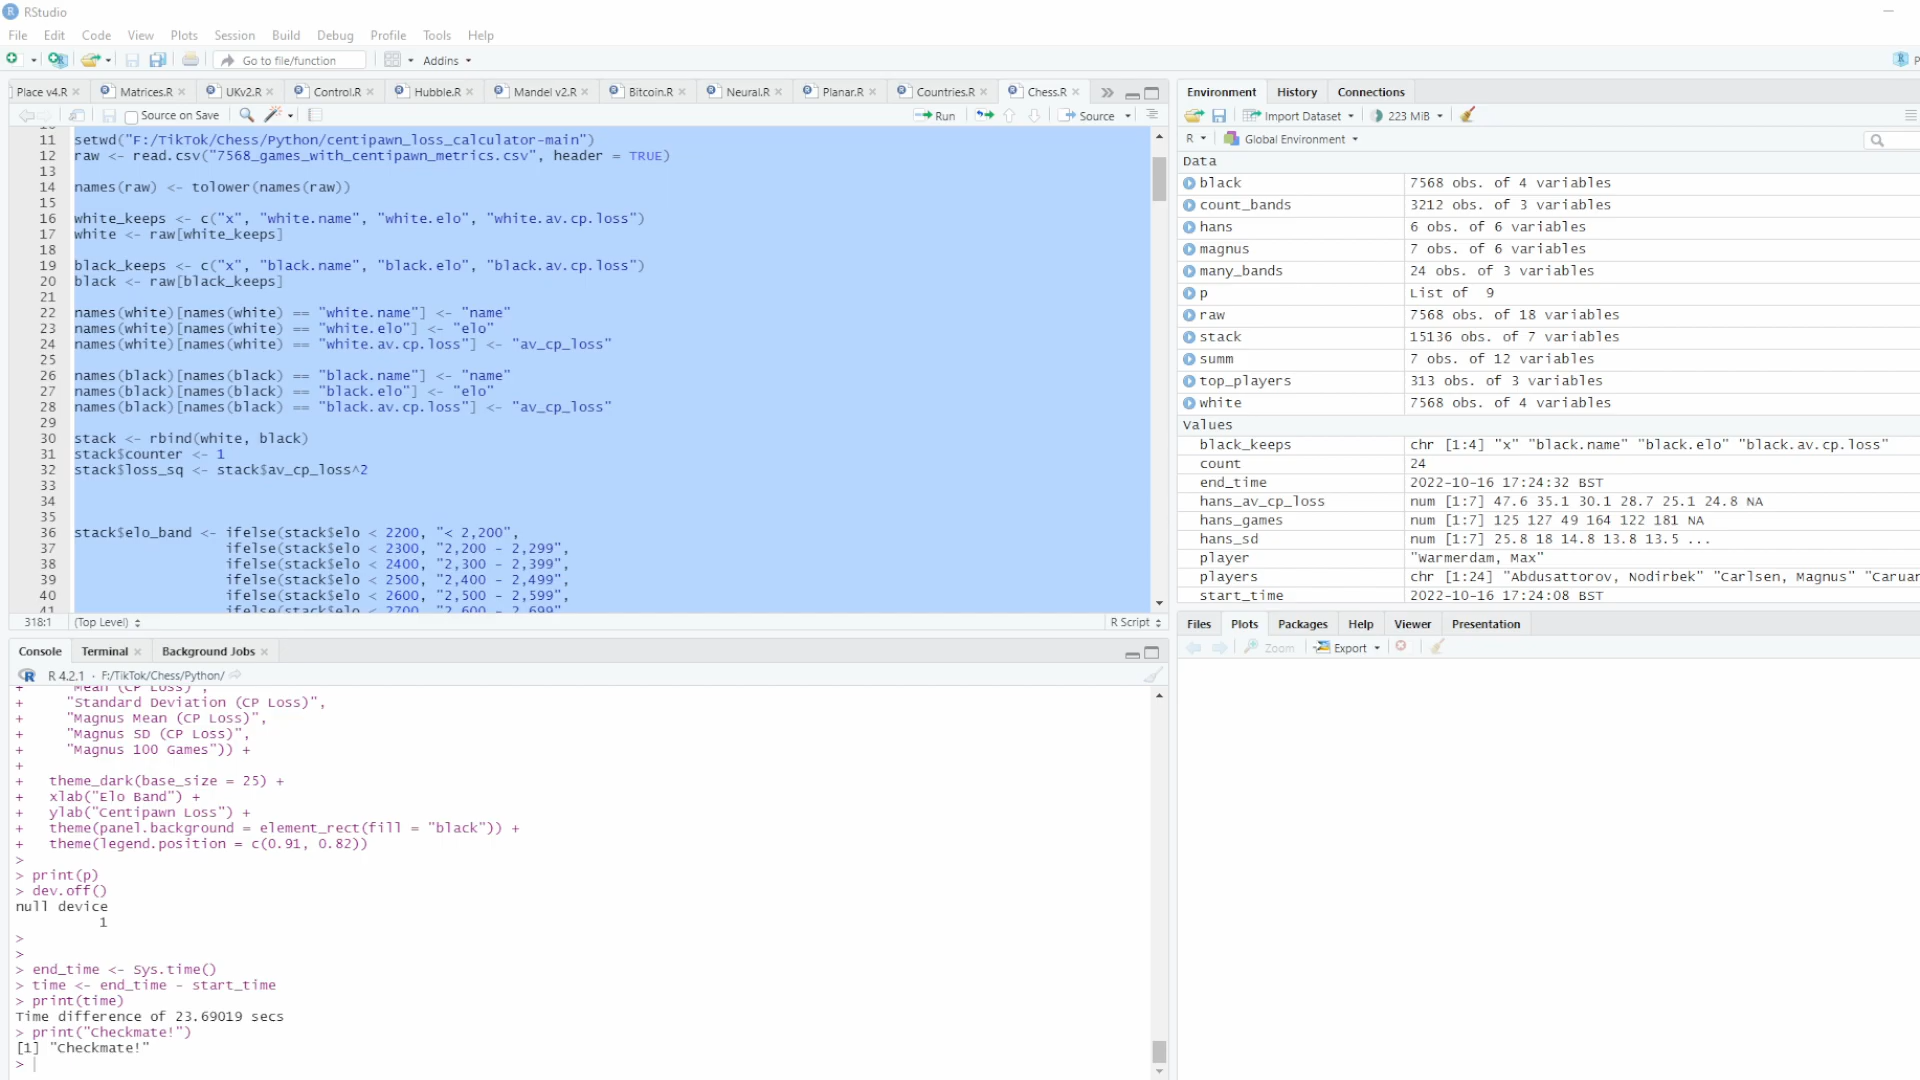 RStudio
File Edit Code View Plots Session Build Debug Profile Tools Help
Go to file/function Addins
Place v4.R Matrices.R UKv2.R Control.R Hubble.R Mandel v2.R Bitcoin.R Neural.R Planar.R Countries.R Chess.R
Source on Save Run Source
11 setwd("F:/TikTok/Chess/Python/centipawn_loss_calculator-main")
12 raw <- read.csv("7568_games_with_centipawn_metrics.csv", header = TRUE)
13
14 names(raw) <- tolower(names(raw))
15
16 white_keeps <- c("x", "white.name", "white.elo", "white.av.cp.loss")
17 white <- raw[white_keeps]
18
19 black_keeps <- c("x", "black.name", "black.elo", "black.av.cp.loss")
20 black <- raw[black_keeps]
21
22 names(white)[names(white) == "white.name"] <- "name"
23 names(white)[names(white) == "white.elo"] <- "elo"
24 names(white)[names(white) == "white.av.cp.loss"] <- "av_cp_loss"
25
26 names(black)[names(black) == "black.name"] <- "name"
27 names(black)[names(black) == "black.elo"] <- "elo"
28 names(black)[names(black) == "black.av.cp.loss"] <- "av_cp_loss"
29
30 stack <- rbind(white, black)
31 stack$counter <- 1
32 stack$loss_sq <- stack$av_cp_loss^2
33
34
35
36 stack$elo_band <- ifelse(stack$elo < 2200, "< 2,200",
37 ifelse(stack$elo < 2300, "2,200 - 2,299",
38 ifelse(stack$elo < 2400, "2,300 - 2,399",
39 ifelse(stack$elo < 2500, "2,400 - 2,499",
40 ifelse(stack$elo < 2600, "2,500 - 2,599",
41 ifelse(stack$elo < 2700, "2,600 - 2,699",
318:1 (Top Level) R Script
Console Terminal Background Jobs
R 4.2.1 · F:/TikTok/Chess/Python/
+ "Mean (CP Loss)",
+ "Standard Deviation (CP Loss)",
+ "Magnus Mean (CP Loss)",
+ "Magnus SD (CP Loss)",
+ "Magnus 100 Games")) +
+
+ theme_dark(base_size = 25) +
+ xlab("Elo Band") +
+ ylab("Centipawn Loss") +
+ theme(panel.background = element_rect(fill = "black")) +
+ theme(legend.position = c(0.91, 0.82))
>
> print(p)
> dev.off()
null device
1
>
>
> end_time <- Sys.time()
> time <- end_time - start_time
> print(time)
Time difference of 23.69019 secs
> print("Checkmate!")
[1] "Checkmate!"
>
Environment History Connections
Import Dataset 223 MiB
R Global Environment
Data
black 7568 obs. of 4 variables
count_bands 3212 obs. of 3 variables
hans 6 obs. of 6 variables
magnus 7 obs. of 6 variables
many_bands 24 obs. of 3 variables
p List of 9
raw 7568 obs. of 18 variables
stack 15136 obs. of 7 variables
summ 7 obs. of 12 variables
top_players 313 obs. of 3 variables
white 7568 obs. of 4 variables
Values
black_keeps chr [1:4] "x" "black.name" "black.elo" "black.av.cp.loss"
count 24
end_time 2022-10-16 17:24:32 BST
hans_av_cp_loss num [1:7] 47.6 35.1 30.1 28.7 25.1 24.8 NA
hans_games num [1:7] 125 127 49 164 122 181 NA
hans_sd num [1:7] 25.8 18 14.8 13.8 13.5 ...
player "Warmerdam, Max"
players chr [1:24] "Abdusattorov, Nodirbek" "Carlsen, Magnus" "Caruan
start_time 2022-10-16 17:24:08 BST
Files Plots Packages Help Viewer Presentation
Zoom Export